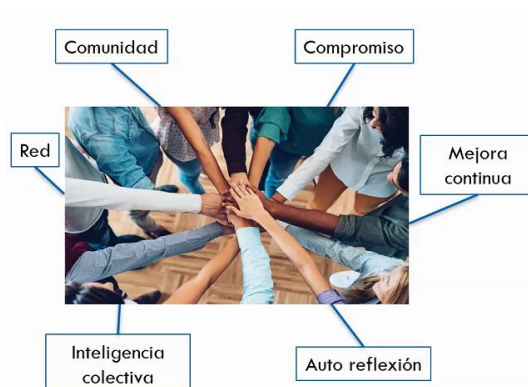 Comunidad
Compromiso
Red
Mejora
continua
Inteligencia
colectiva
Auto reflexión